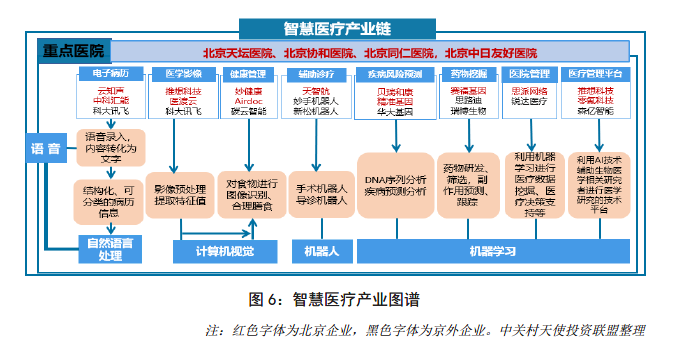 智慧医疗产业链
重点医院
北京天坛医院、北京协和医院、北京同仁医院，北京中日友好医院
电子病历
云知声
中科汇能
科大讯飞
医学影像
推想科技
医渡云
科大讯飞
健康管理
妙健康
Airdoc
碳云智能
辅助诊疗
天智航
妙手机器人
新松机器人
疾病风险预测
贝瑞和康
精准基因
华大基因
药物挖掘
赛福基因
思路迪
瑞博生物
医院管理
思派网络
锐达医疗
医疗管理平台
推想科技
零氪科技
森亿智能
语音
语音录入，
内容转化为
文字
结构化、可
分类的病历
信息
影像预处理
提取特征值
对食物进行
图像识别、
合理膳食
手术机器人
导诊机器人
DNA序列分析
疾病预测分析
药物研发、
筛选，副
作用预测、
跟踪
利用机器
学习进行
医疗数据
挖掘、医
疗决策支
持等
利用AI技术
辅助生物医
学相关研究
者进行医学
研究的技术
平台
自然语言
处理
计算机视觉
机器人
机器学习
图 6：智慧医疗产业图谱
注：红色字体为北京企业，黑色字体为京外企业。中关村天使投资联盟整理